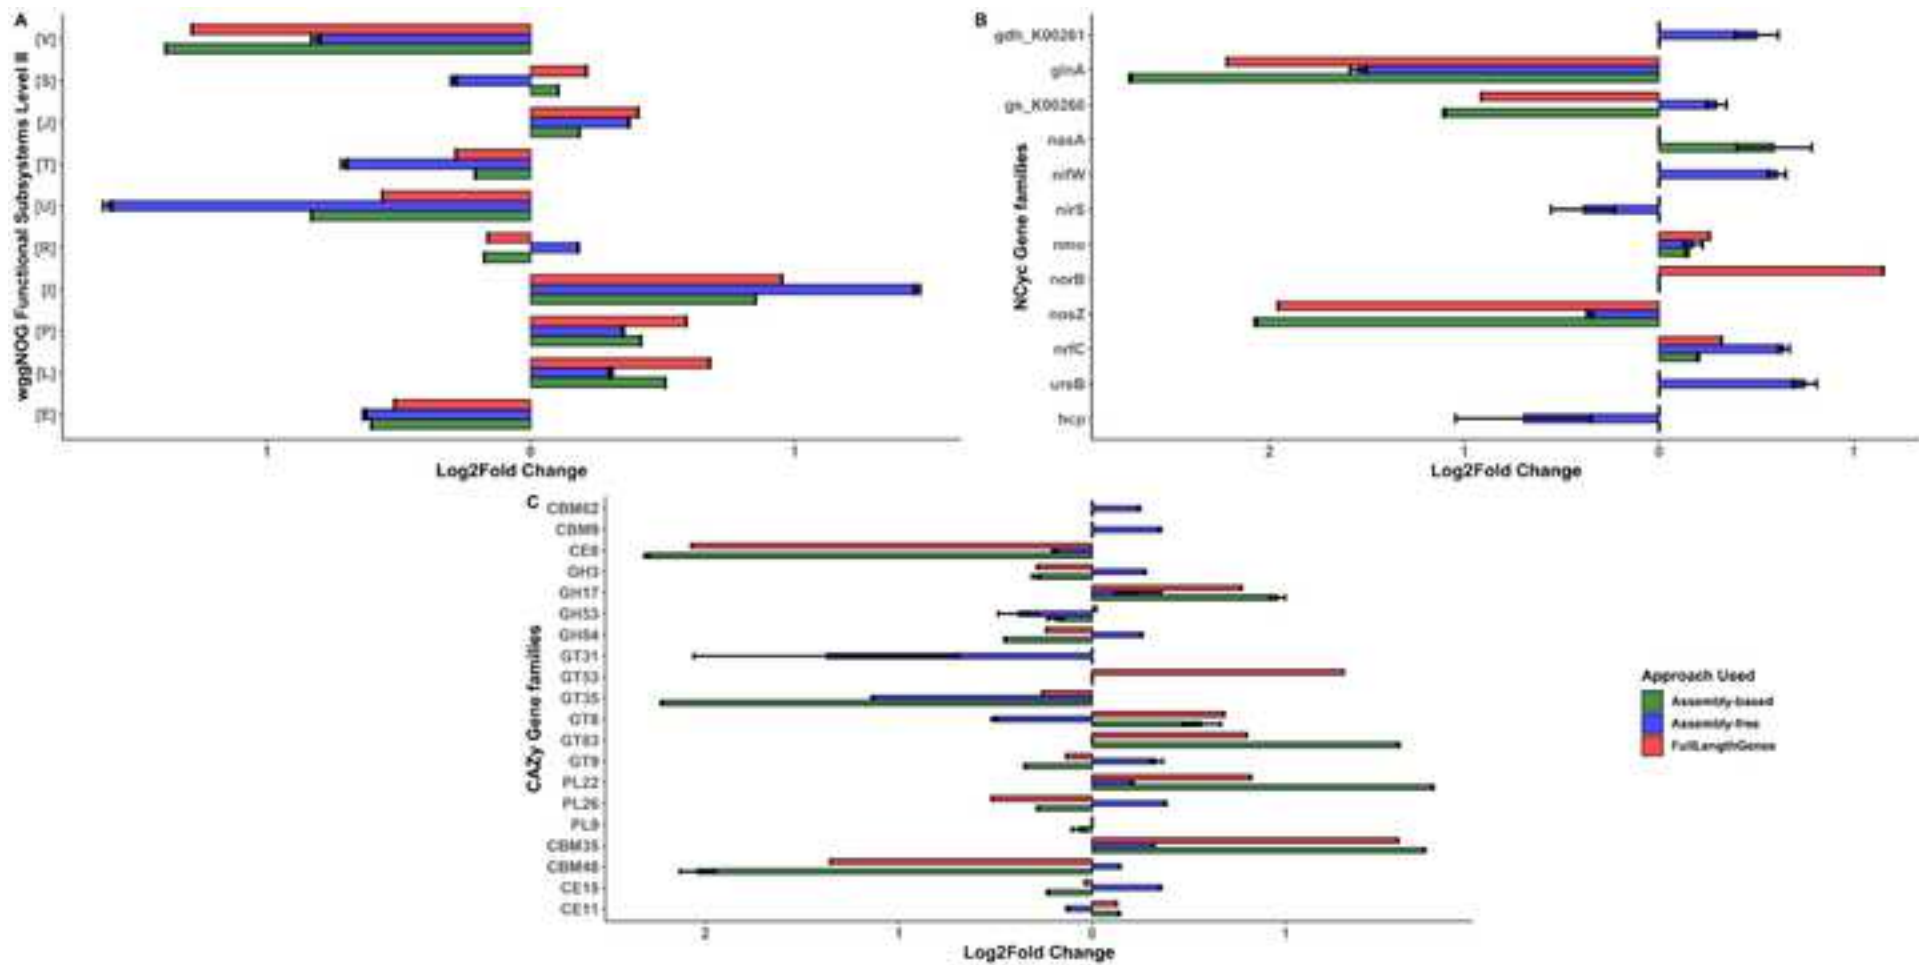 A
wggNOG Functional Subsystems Level II
[V]
[S]
[J]
[T]
[U]
[R]
[I]
[P]
[L]
[E]
1
0
1
Log2Fold Change
B
NCyc Gene families
gdh_K00261
glnA
gs_K00266
nasA
nifW
nirS
nmo
norB
nosZ
nrfC
ureB
hcp
2
1
0
1
Log2Fold Change
C
CAZy Gene families
CBM62
CBM9
CE8
GH3
GH17
GH53
GH84
GT31
GT53
GT35
GT8
GT83
GT9
PL22
PL26
PL9
CBM35
CBM48
CE15
CE11
2
1
0
1
Log2Fold Change
Approach Used
Assembly-based
Assembly-free
FullLengthGenes